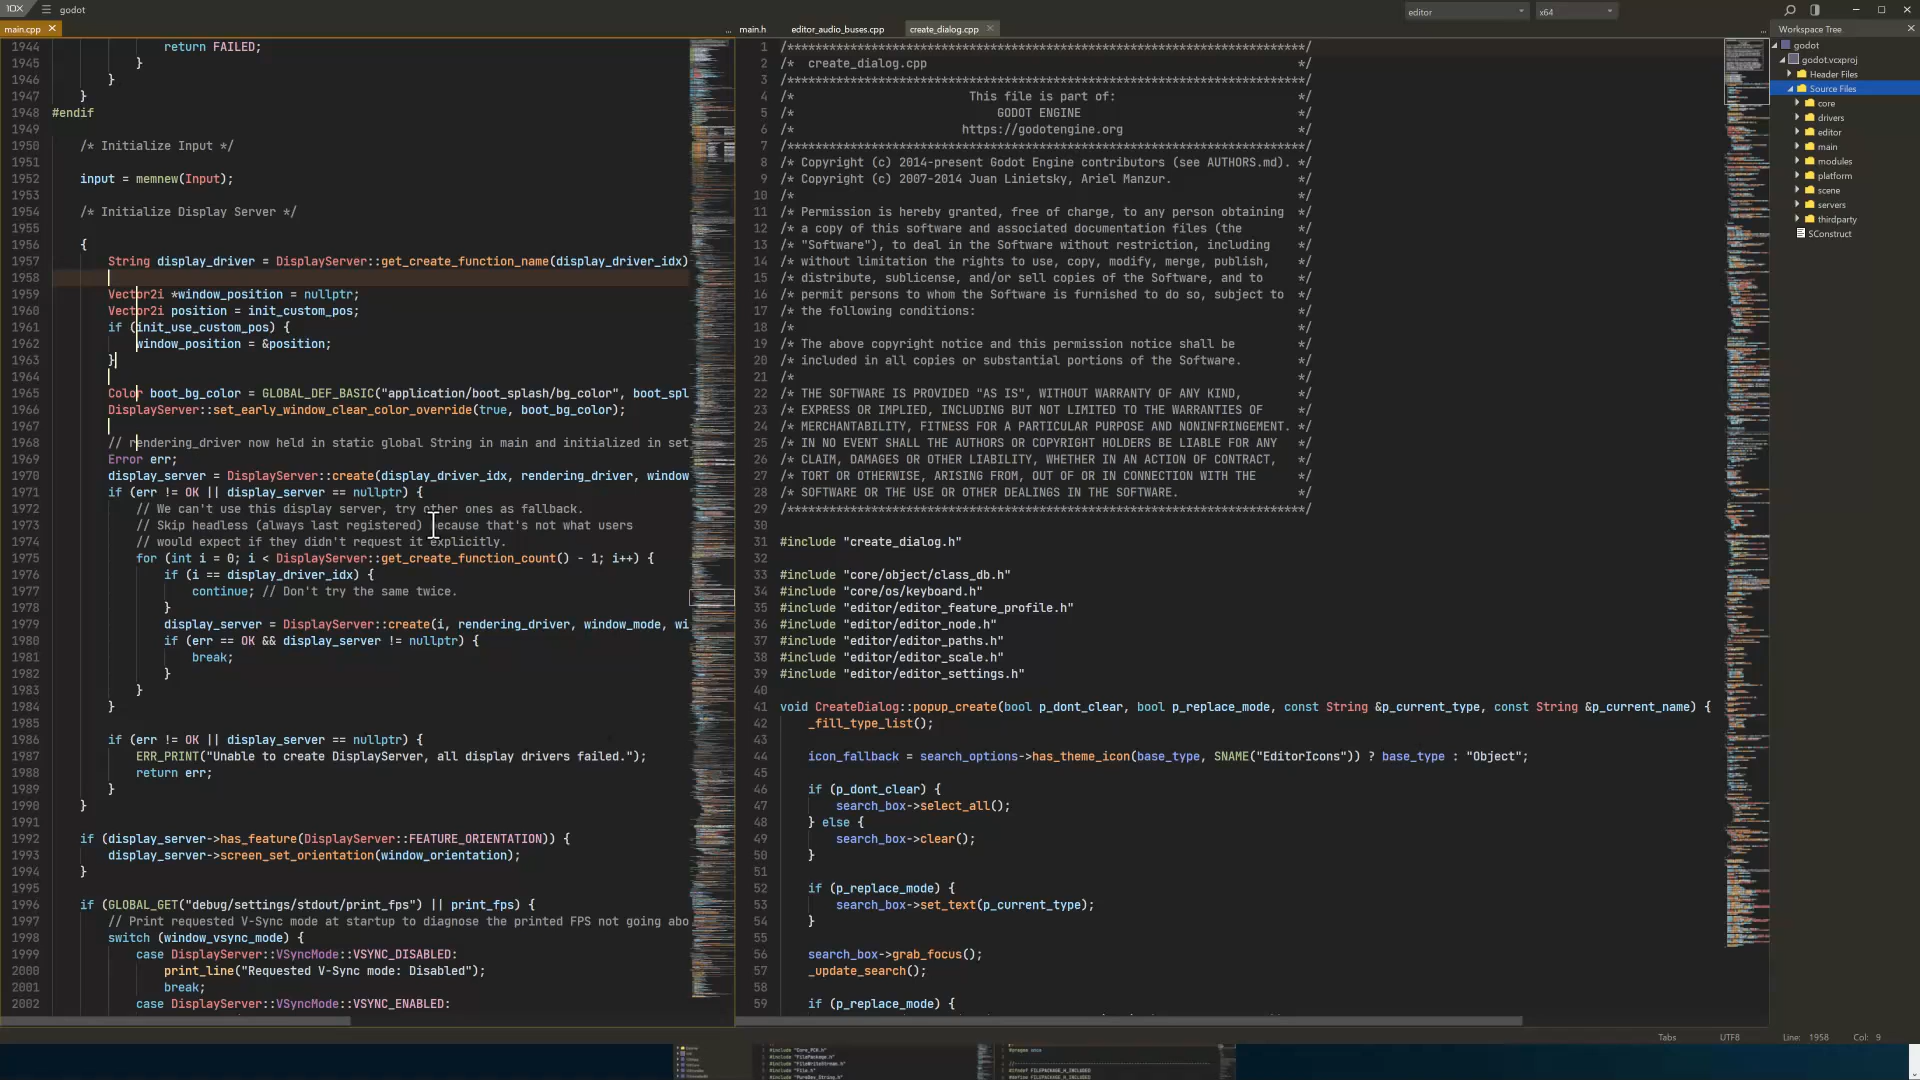 10X
godot
editor
x64
main.cpp
... main.h
editor_audio_buses.cpp
create_dialog.cpp
...
1944 return FAILED;
1945 }
1946 }
1947 }
1948 #endif
1949
1950 /* Initialize Input */
1951
1952 input = memnew(Input);
1953
1954 /* Initialize Display Server */
1955
1956 {
1957 String display_driver = DisplayServer::get_create_function_name(display_driver_idx)
1958
1959 Vector2i *window_position = nullptr;
1960 Vector2i position = init_custom_pos;
1961 if (init_use_custom_pos) {
1962 window_position = &position;
1963 }
1964
1965 Color boot_bg_color = GLOBAL_DEF_BASIC("application/boot_splash/bg_color", boot_spl
1966 DisplayServer::set_early_window_clear_color_override(true, boot_bg_color);
1967
1968 // rendering_driver now held in static global String in main and initialized in set
1969 Error err;
1970 display_server = DisplayServer::create(display_driver_idx, rendering_driver, window
1971 if (err != OK || display_server == nullptr) {
1972 // We can't use this display server, try other ones as fallback.
1973 // Skip headless (always last registered) because that's not what users
1974 // would expect if they didn't request it explicitly.
1975 for (int i = 0; i < DisplayServer::get_create_function_count() - 1; i++) {
1976 if (i == display_driver_idx) {
1977 continue; // Don't try the same twice.
1978 }
1979 display_server = DisplayServer::create(i, rendering_driver, window_mode, wi
1980 if (err == OK && display_server != nullptr) {
1981 break;
1982 }
1983 }
1984 }
1985
1986 if (err != OK || display_server == nullptr) {
1987 ERR_PRINT("Unable to create DisplayServer, all display drivers failed.");
1988 return err;
1989 }
1990 }
1991
1992 if (display_server->has_feature(DisplayServer::FEATURE_ORIENTATION)) {
1993 display_server->screen_set_orientation(window_orientation);
1994 }
1995
1996 if (GLOBAL_GET("debug/settings/stdout/print_fps") || print_fps) {
1997 // Print requested V-Sync mode at startup to diagnose the printed FPS not going abo
1998 switch (window_vsync_mode) {
1999 case DisplayServer::VSyncMode::VSYNC_DISABLED:
2000 print_line("Requested V-Sync mode: Disabled");
2001 break;
2002 case DisplayServer::VSyncMode::VSYNC_ENABLED:
1 /**************************************************************************/
2 /* create_dialog.cpp */
3 /**************************************************************************/
4 /* This file is part of: */
5 /* GODOT ENGINE */
6 /* https://godotengine.org */
7 /**************************************************************************/
8 /* Copyright (c) 2014-present Godot Engine contributors (see AUTHORS.md). */
9 /* Copyright (c) 2007-2014 Juan Linietsky, Ariel Manzur. */
10 /* */
11 /* Permission is hereby granted, free of charge, to any person obtaining */
12 /* a copy of this software and associated documentation files (the */
13 /* "Software"), to deal in the Software without restriction, including */
14 /* without limitation the rights to use, copy, modify, merge, publish, */
15 /* distribute, sublicense, and/or sell copies of the Software, and to */
16 /* permit persons to whom the Software is furnished to do so, subject to */
17 /* the following conditions: */
18 /* */
19 /* The above copyright notice and this permission notice shall be */
20 /* included in all copies or substantial portions of the Software. */
21 /* */
22 /* THE SOFTWARE IS PROVIDED "AS IS", WITHOUT WARRANTY OF ANY KIND, */
23 /* EXPRESS OR IMPLIED, INCLUDING BUT NOT LIMITED TO THE WARRANTIES OF */
24 /* MERCHANTABILITY, FITNESS FOR A PARTICULAR PURPOSE AND NONINFRINGEMENT. */
25 /* IN NO EVENT SHALL THE AUTHORS OR COPYRIGHT HOLDERS BE LIABLE FOR ANY */
26 /* CLAIM, DAMAGES OR OTHER LIABILITY, WHETHER IN AN ACTION OF CONTRACT, */
27 /* TORT OR OTHERWISE, ARISING FROM, OUT OF OR IN CONNECTION WITH THE */
28 /* SOFTWARE OR THE USE OR OTHER DEALINGS IN THE SOFTWARE. */
29 /**************************************************************************/
30
31 #include "create_dialog.h"
32
33 #include "core/object/class_db.h"
34 #include "core/os/keyboard.h"
35 #include "editor/editor_feature_profile.h"
36 #include "editor/editor_node.h"
37 #include "editor/editor_paths.h"
38 #include "editor/editor_scale.h"
39 #include "editor/editor_settings.h"
40
41 void CreateDialog::popup_create(bool p_dont_clear, bool p_replace_mode, const String &p_current_type, const String &p_current_name) {
42 _fill_type_list();
43
44 icon_fallback = search_options->has_theme_icon(base_type, SNAME("EditorIcons")) ? base_type : "Object";
45
46 if (p_dont_clear) {
47 search_box->select_all();
48 } else {
49 search_box->clear();
50 }
51
52 if (p_replace_mode) {
53 search_box->set_text(p_current_type);
54 }
55
56 search_box->grab_focus();
57 _update_search();
58
59 if (p_replace_mode) {
Workspace Tree
godot
godot.vcxproj
Header Files
Source Files
core
drivers
editor
main
modules
platform
scene
servers
thirdparty
SConstruct
Tabs
UTF8
Line: 1958
Col: 9
#include "Core_PCH.h"
#include "FilePackage.h"
#include "FileWriteStream.h"
#include "File.h"
#pragma once